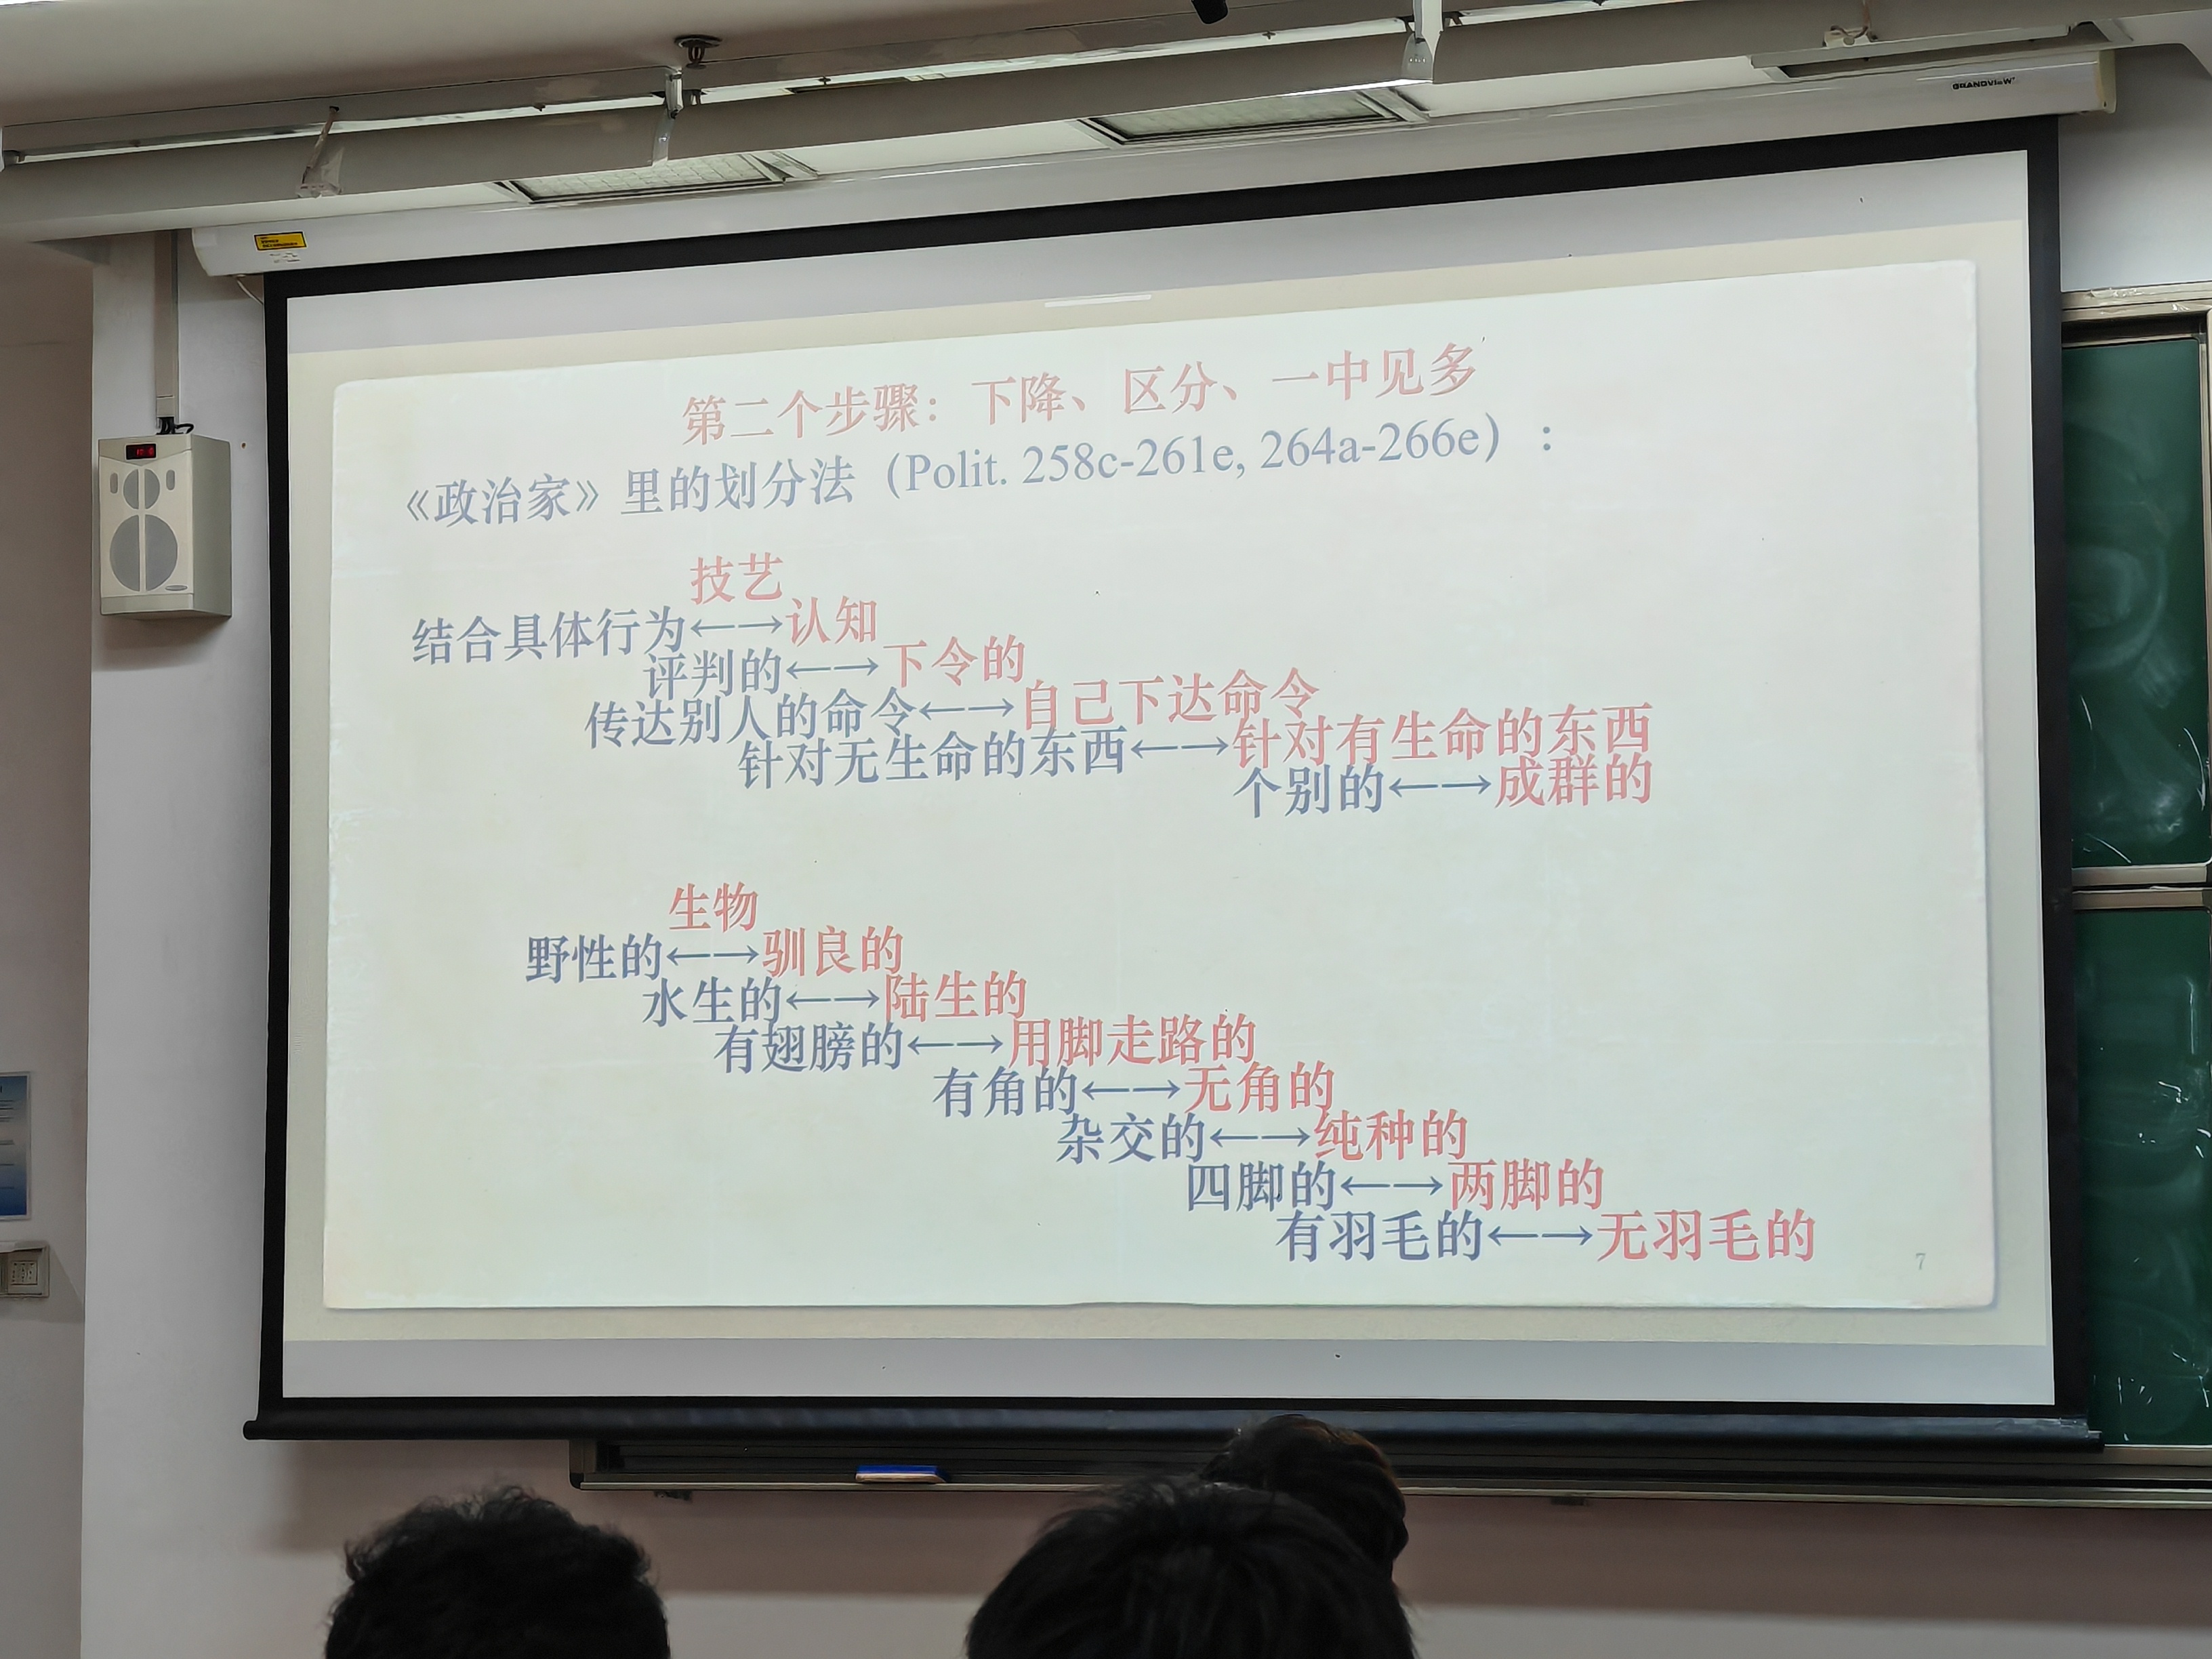 GRANDVIEW
第二个步骤：下降、区分、一中见多
《政治家》里的划分法（Polit. 258c-261e, 264a-266e）：
技艺
结合具体行为←→认知
评判的←→下令的
传达别人的命令←→自己下达命令
针对无生命的东西←→针对有生命的东西
个别的←→成群的
生物
野性的←→驯良的
水生的←→陆生的
有翅膀的←→用脚走路的
有角的←→无角的
杂交的←→纯种的
四脚的←→两脚的
有羽毛的←→无羽毛的
7